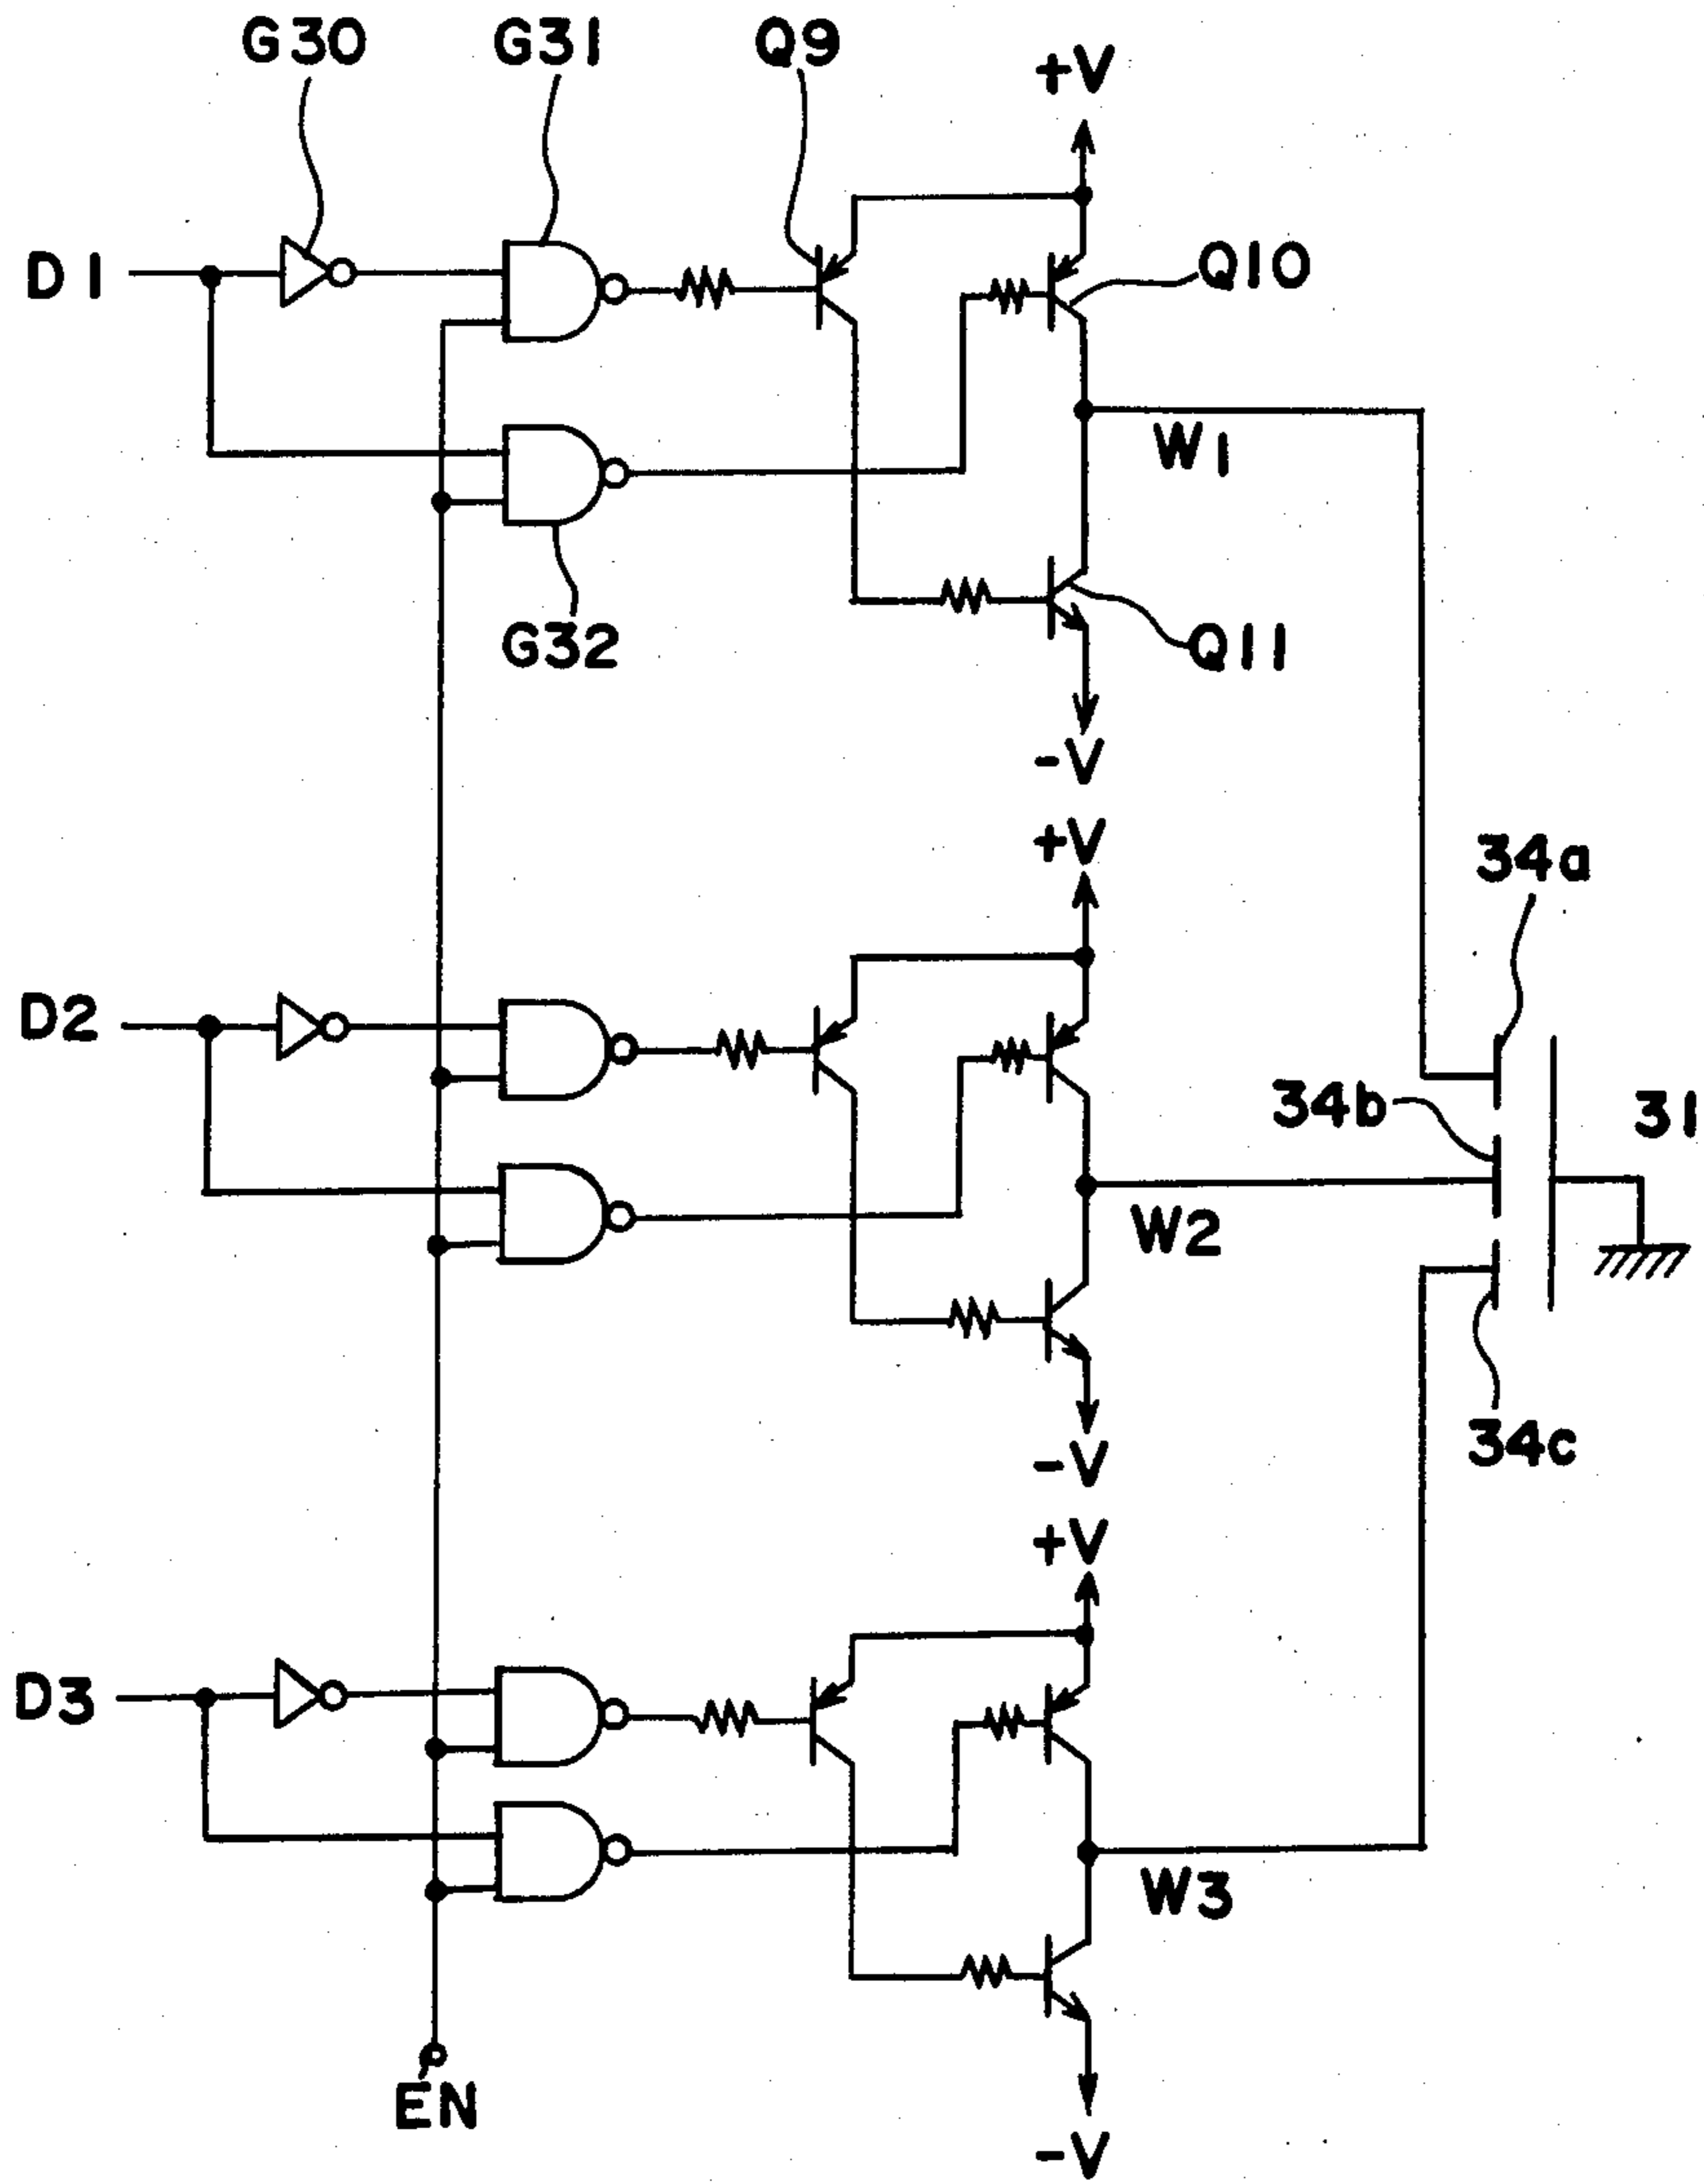 G30 G31 Q9
+V
D1
Q10
W1
G32
Q11
-V
+V
34a
D2
34b
31
W2
34c
-V
+V
D3
W3
EN
-V